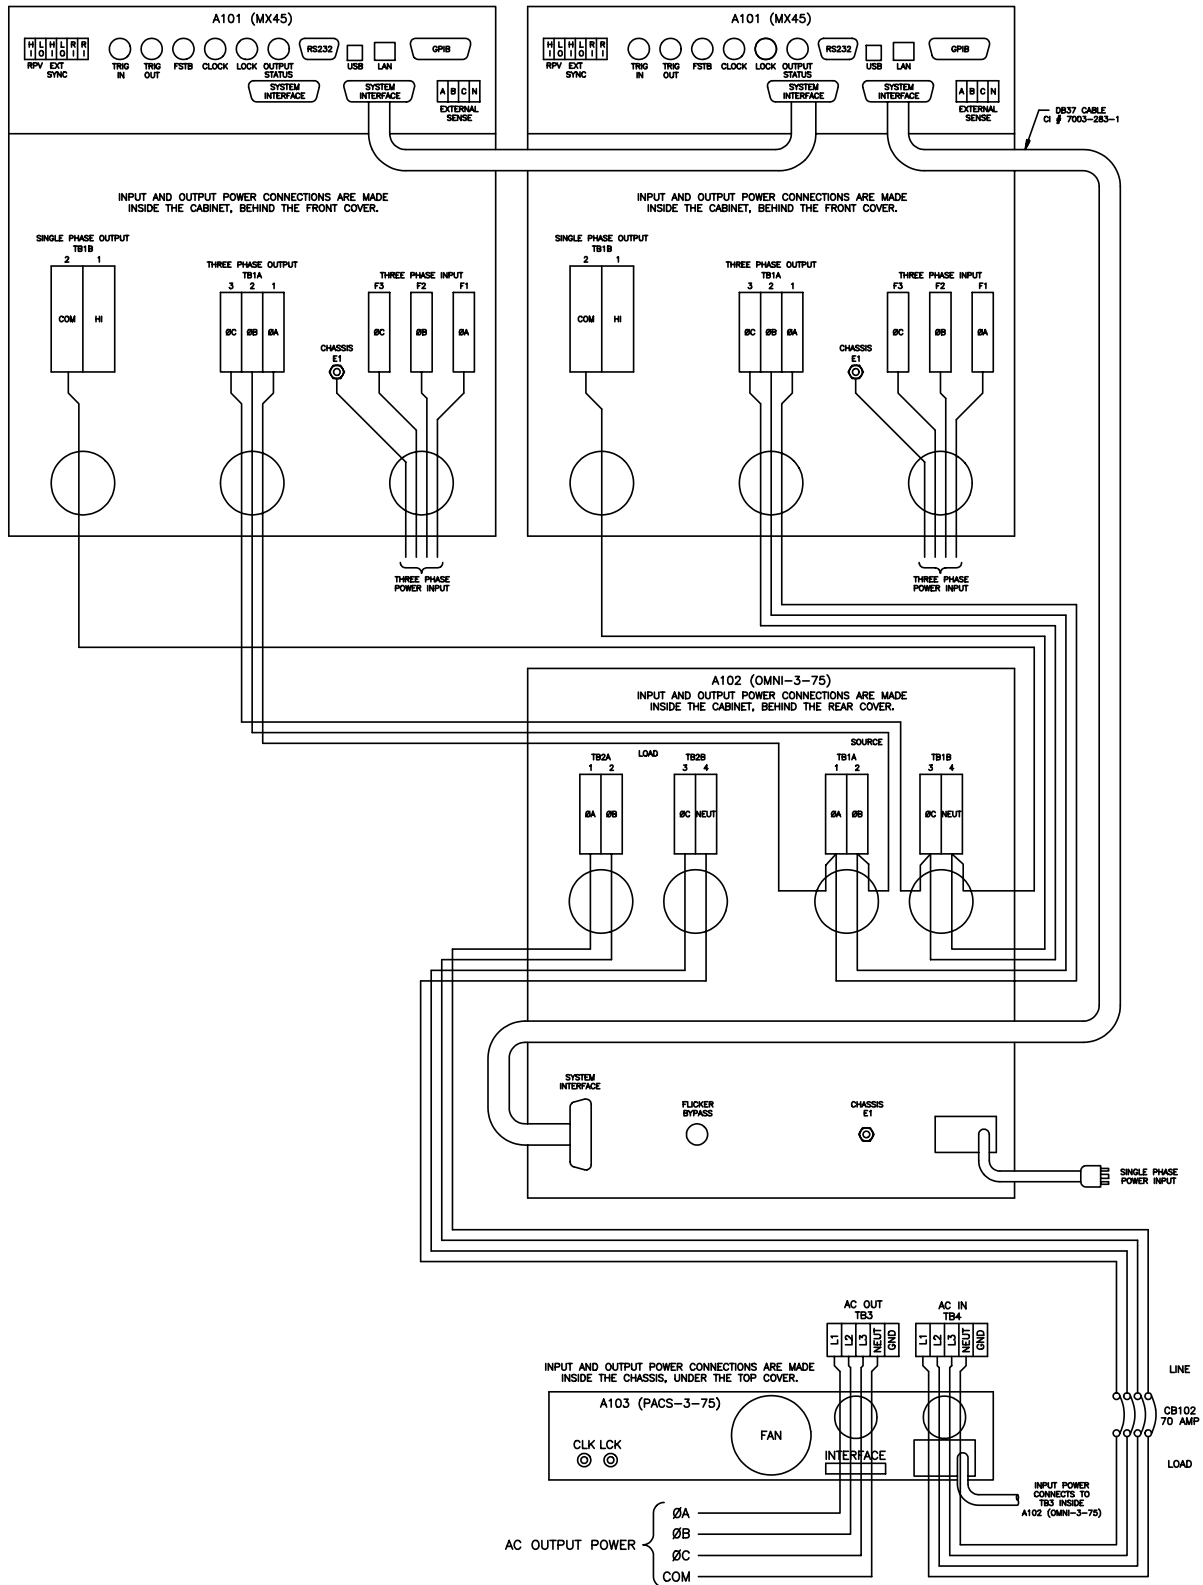 A101 (MX45)
HI LO HI LO RI RI
RPV EXT SYNC
TRIG IN
TRIG OUT
FSTB
CLOCK
LOCK
OUTPUT STATUS
RS232
USB
LAN
GPIB
SYSTEM INTERFACE
SYSTEM INTERFACE
A B C N
EXTERNAL SENSE
A101 (MX45)
HI LO HI LO RI RI
RPV EXT SYNC
TRIG IN
TRIG OUT
FSTB
CLOCK
LOCK
OUTPUT STATUS
RS232
USB
LAN
GPIB
SYSTEM INTERFACE
SYSTEM INTERFACE
A B C N
EXTERNAL SENSE
DB37 CABLE
CI # 7003-283-1
INPUT AND OUTPUT POWER CONNECTIONS ARE MADE
INSIDE THE CABINET, BEHIND THE FRONT COVER.
SINGLE PHASE OUTPUT
TB1B
2 1
COM HI
THREE PHASE OUTPUT
TB1A
3 2 1
ØC ØB ØA
CHASSIS
E1
THREE PHASE INPUT
F3 F2 F1
ØC ØB ØA
THREE PHASE
POWER INPUT
INPUT AND OUTPUT POWER CONNECTIONS ARE MADE
INSIDE THE CABINET, BEHIND THE FRONT COVER.
SINGLE PHASE OUTPUT
TB1B
2 1
COM HI
THREE PHASE OUTPUT
TB1A
3 2 1
ØC ØB ØA
CHASSIS
E1
THREE PHASE INPUT
F3 F2 F1
ØC ØB ØA
THREE PHASE
POWER INPUT
A102 (OMNI-3-75)
INPUT AND OUTPUT POWER CONNECTIONS ARE MADE
INSIDE THE CABINET, BEHIND THE REAR COVER.
LOAD
SOURCE
TB2A
1 2
ØA ØB
TB2B
3 4
ØC NEUT
TB1A
1 2
ØA ØB
TB1B
3 4
ØC NEUT
SYSTEM
INTERFACE
FLICKER
BYPASS
CHASSIS
E1
SINGLE PHASE
POWER INPUT
AC OUT
TB3
L1 L2 L3 NEUT GND
AC IN
TB4
L1 L2 L3 NEUT GND
INPUT AND OUTPUT POWER CONNECTIONS ARE MADE
INSIDE THE CHASSIS, UNDER THE TOP COVER.
A103 (PACS-3-75)
CLK LCK
FAN
INTERFACE
LINE
CB102
70 AMP
LOAD
INPUT POWER
CONNECTS TO
TB3 INSIDE
A102 (OMNI-3-75)
AC OUTPUT POWER
ØA
ØB
ØC
COM